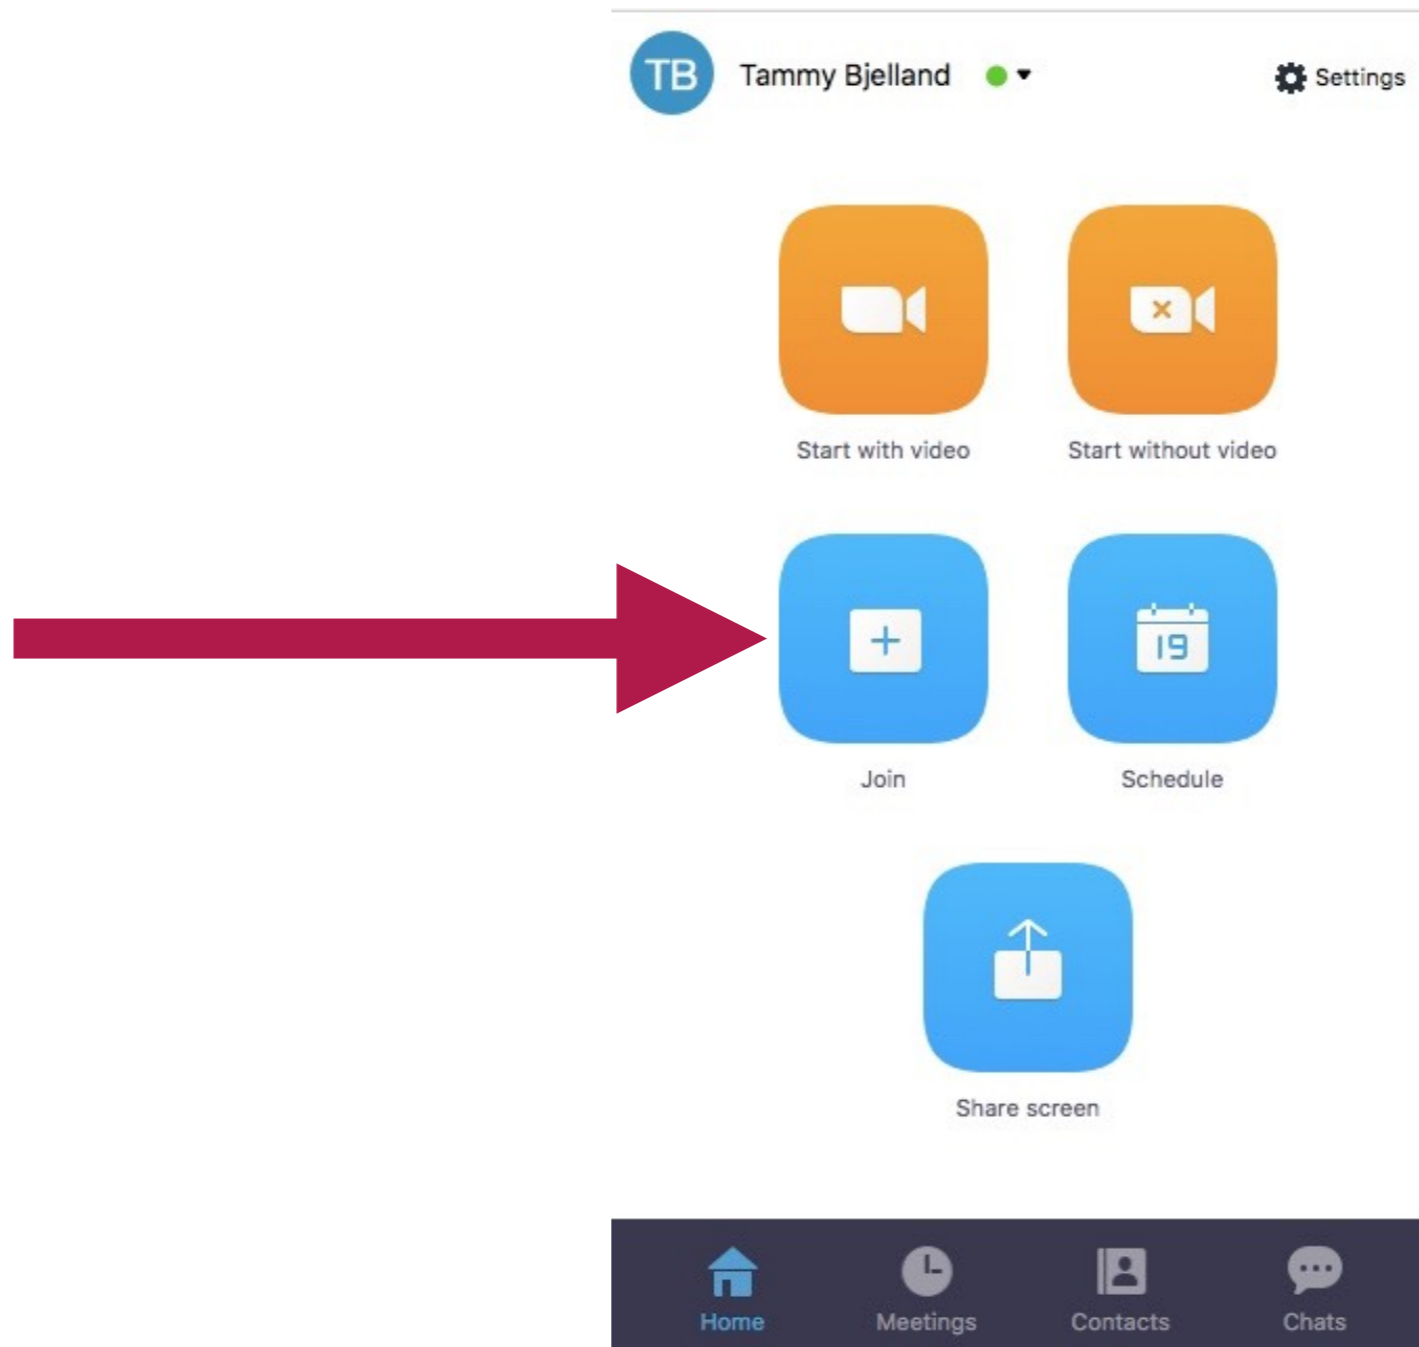 TB Tammy Bjelland Settings
Start with video Start without video
19
Join Schedule
Share screen
Home Meetings Contacts Chats